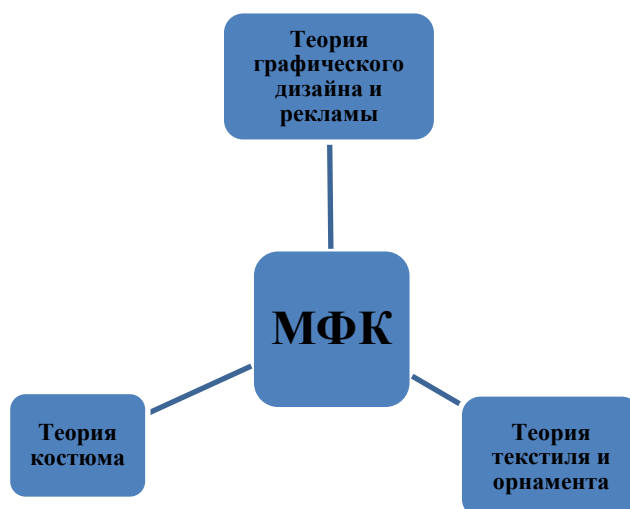 Теория
графического
дизайна и
рекламы
МФК
Теория
костюма
Теория
текстиля и
орнамента